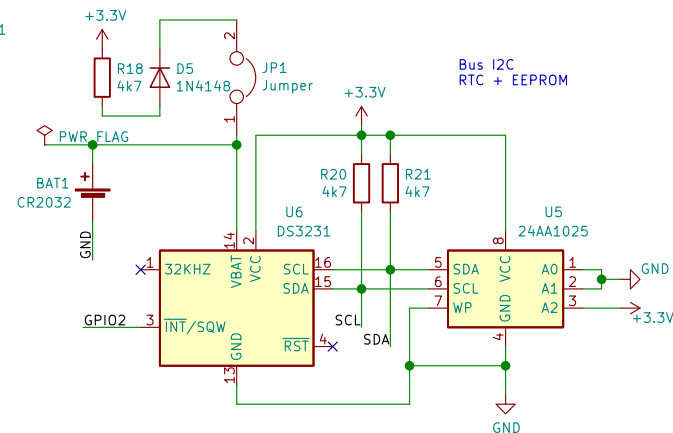 1
+3.3V
2
R18
4k7
D5
1N4148
JP1
Jumper
1
Bus I2C
RTC + EEPROM
+3.3V
PWR_FLAG
+
BAT1
CR2032
GND
R20
4k7
R21
4k7
U6
DS3231
U5
24AA1025
14
2
8
1
32KHZ
VBAT
VCC
SCL
16
SDA
15
5
SDA
VCC
A0
1
6
SCL
A1
2
7
WP
GND
A2
3
GND
+3.3V
GPIO2
3
INT/SQW
GND
RST
4
SCL
SDA
4
13
GND